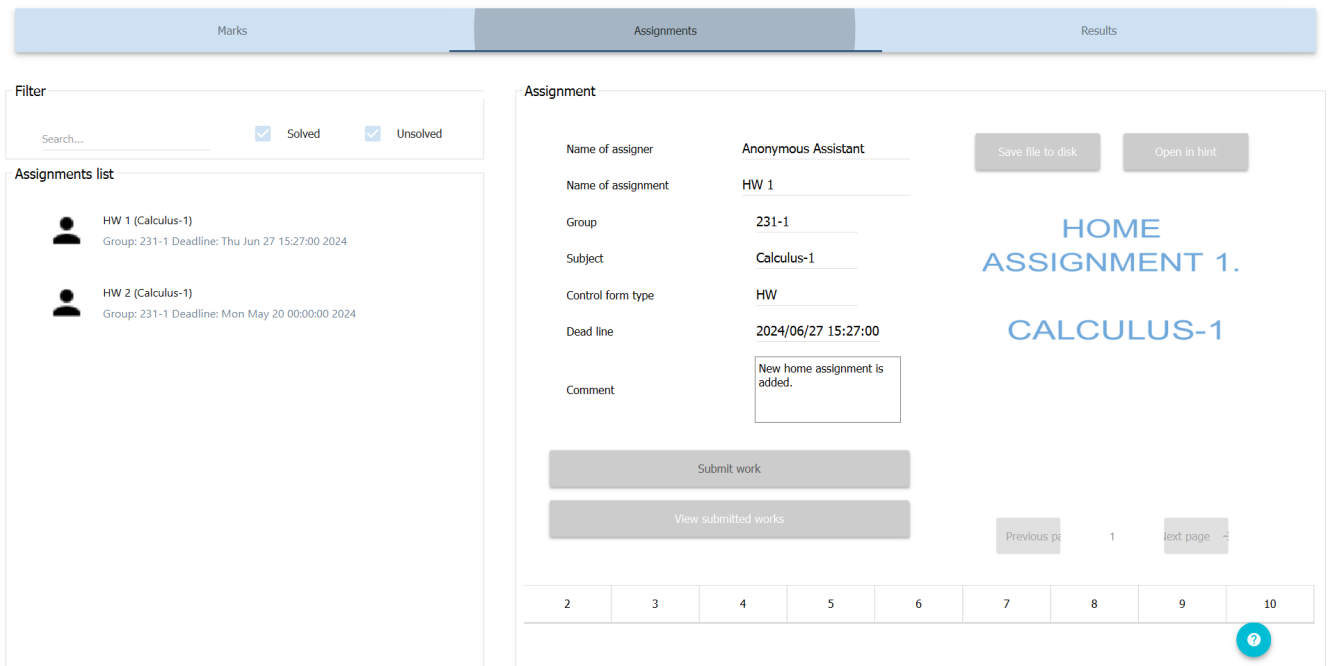 Marks
Assignments
Results
Filter
Search...
Solved
Unsolved
Assignments list
HW 1 (Calculus-1)
Group: 231-1 Deadline: Thu Jun 27 15:27:00 2024
HW 2 (Calculus-1)
Group: 231-1 Deadline: Mon May 20 00:00:00 2024
Assignment
Name of assigner
Anonymous Assistant
Name of assignment
HW 1
Group
231-1
Subject
Calculus-1
Control form type
HW
Dead line
2024/06/27 15:27:00
Comment
New home assignment is
added.
Submit work
View submitted works
Save file to disk
Open in hint
HOME
ASSIGNMENT 1.
CALCULUS-1
Previous pa
1
Next page
2 3 4 5 6 7 8 9 10
?